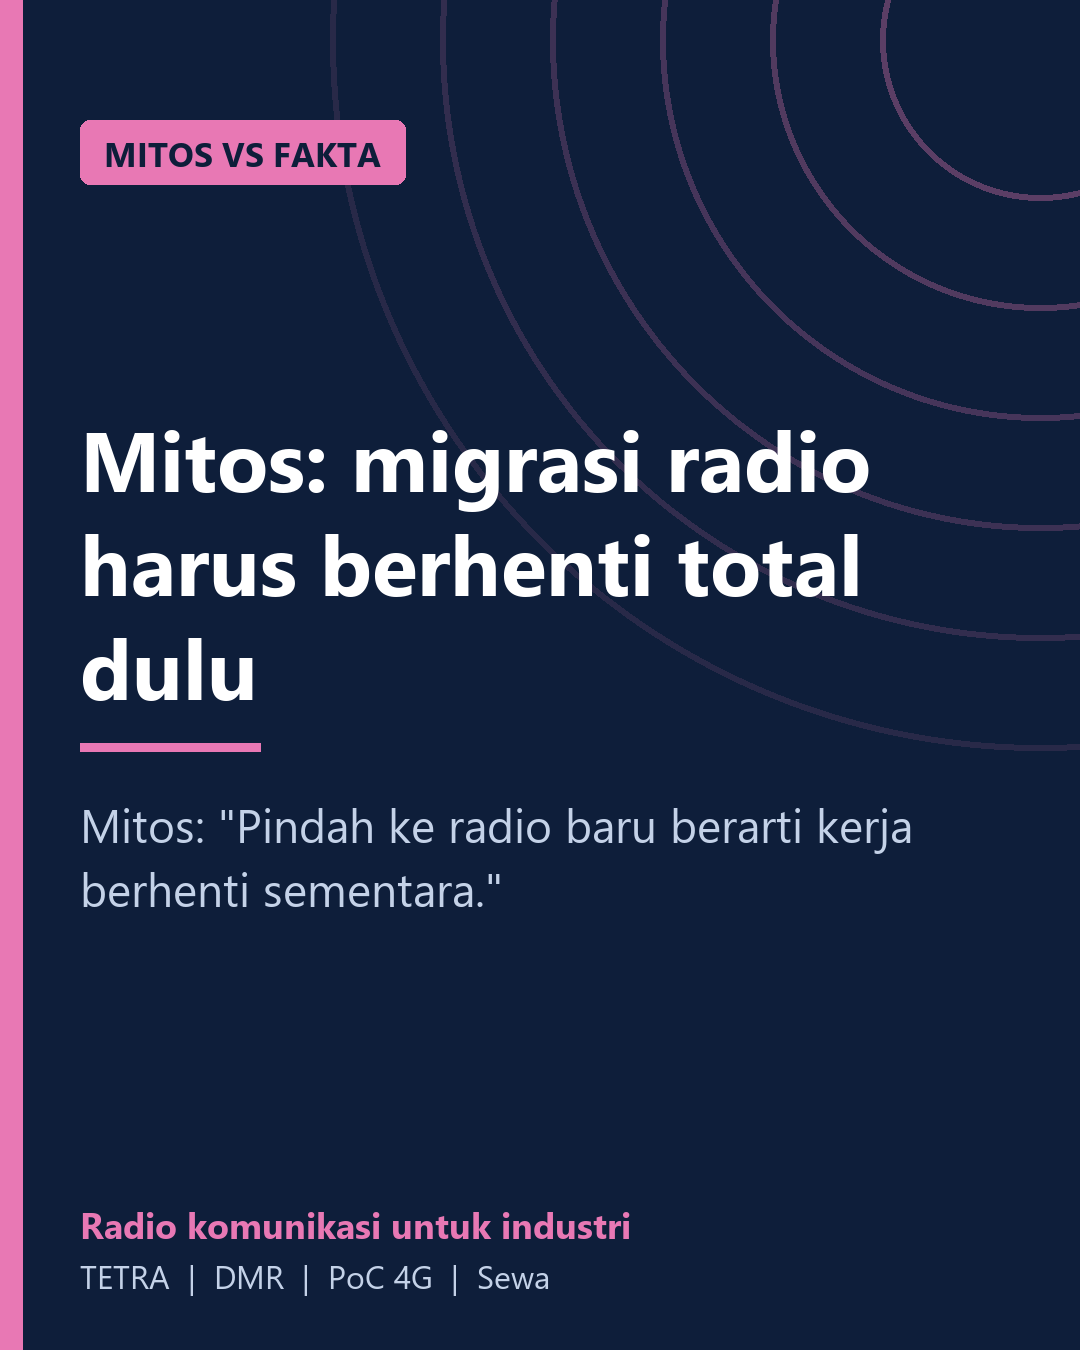 MITOS VS FAKTA
Mitos: migrasi radio
harus berhenti total
dulu
Mitos: "Pindah ke radio baru berarti kerja
berhenti sementara."
Radio komunikasi untuk industri
TETRA | DMR | PoC 4G | Sewa